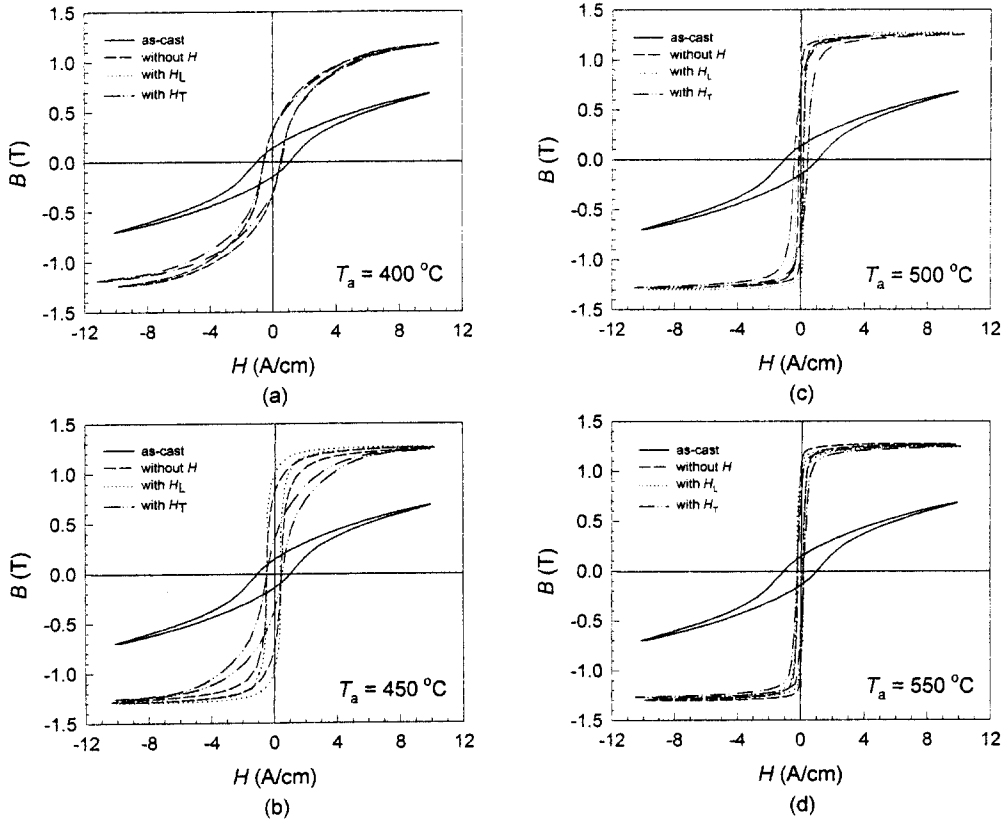 1.5
1.0
0.5
0.0
-0.5
-1.0
-1.5
B (T)
as-cast
without H
with HL
with HT
Ta = 400 °C
-12 -8 -4 0 4 8 12
H (A/cm)
(a)
1.5
1.0
0.5
0.0
-0.5
-1.0
-1.5
B (T)
as-cast
without H
with HL
with HT
Ta = 500 °C
-12 -8 -4 0 4 8 12
H (A/cm)
(c)
1.5
1.0
0.5
0.0
-0.5
1.0
-1.5
B (T)
as-cast
without H
with HL
with HT
Ta = 450 °C
-12 -8 -4 0 4 8 12
H (A/cm)
(b)
1.5
1.0
0.5
0.0
-0.5
-1.0
-1.5
B (T)
as-cast
without H
with HL
with HT
Ta = 550 °C
-12 -8 -4 0 4 8 12
H (A/cm)
(d)